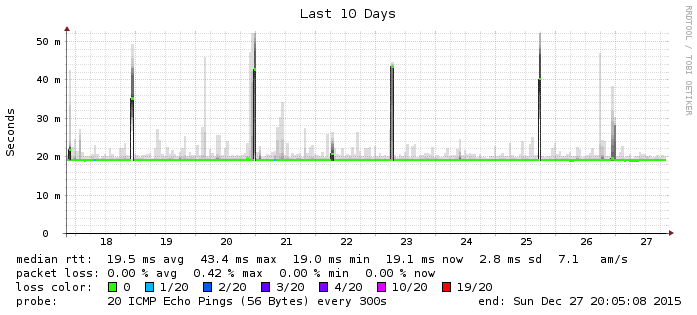 Last 10 Days
RRDTOOL / TOBI OETIKER
Seconds
50 m
40 m
30 m
20 m
10 m
0
18 19 20 21 22 23 24 25 26 27
median rtt: 19.5 ms avg 43.4 ms max 19.0 ms min 19.1 ms now 2.8 ms sd 7.1 am/s
packet loss: 0.00 % avg 0.42 % max 0.00 % min 0.00 % now
loss color: 0 1/20 2/20 3/20 4/20 10/20 19/20
probe: 20 ICMP Echo Pings (56 Bytes) every 300s end: Sun Dec 27 20:05:08 2015